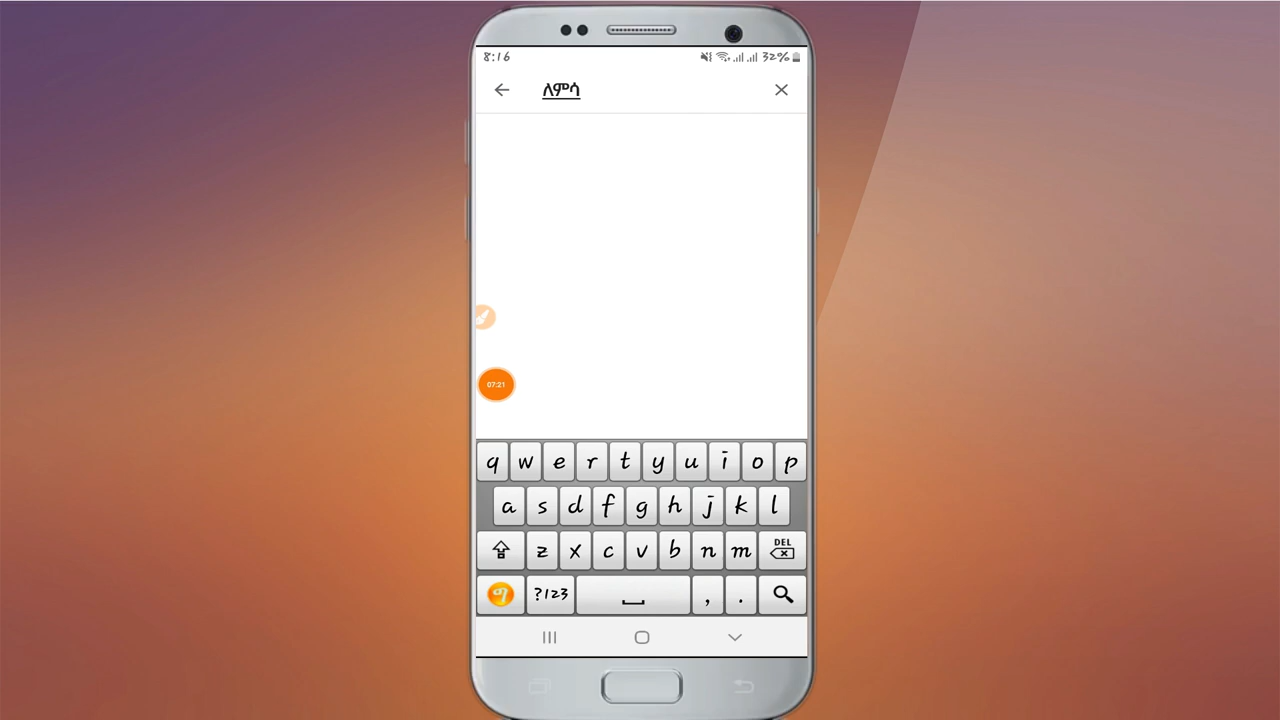 8:16 32%
ለምሳ
07:21
q w e r t y u i o p
a s d f g h j k l
z x c v b n m DEL
ግ ?123 , .